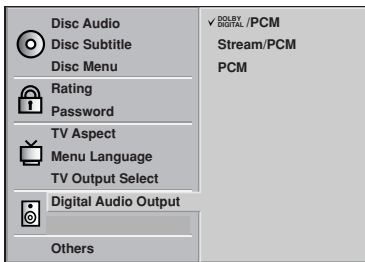 Disc Audio
Disc Subtitle
Disc Menu
Rating
Password
TV Aspect
Menu Language
TV Output Select
Digital Audio Output
Others
✓ DOLBY DIGITAL /PCM
Stream/PCM
PCM